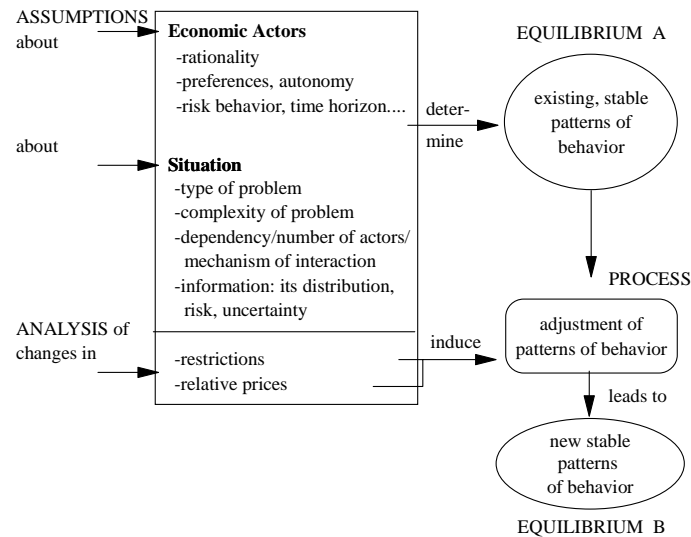 ASSUMPTIONS
about
Economic Actors
-rationality
-preferences, autonomy
-risk behavior, time horizon....
about
Situation
-type of problem
-complexity of problem
-dependency/number of actors/
mechanism of interaction
-information: its distribution,
risk, uncertainty
ANALYSIS of
changes in
-restrictions
-relative prices
deter-
mine
induce
EQUILIBRIUM A
existing, stable
patterns of
behavior
PROCESS
adjustment of
patterns of behavior
leads to
new stable
patterns
of behavior
EQUILIBRIUM B